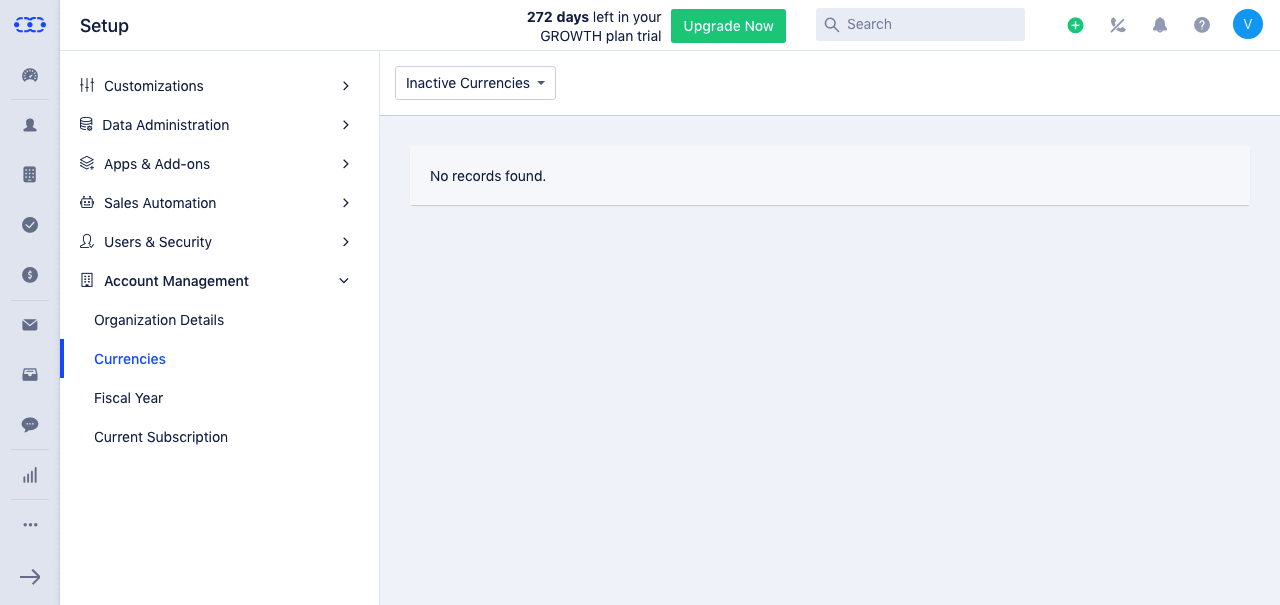 Setup
272 days left in your
GROWTH plan trial
Upgrade Now
Search
V
Customizations
Data Administration
Apps & Add-ons
Sales Automation
Users & Security
Account Management
Organization Details
Currencies
Fiscal Year
Current Subscription
Inactive Currencies
No records found.